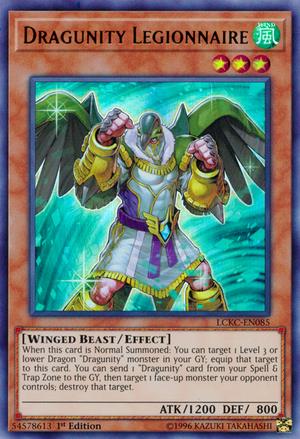 Dragunity Legionnaire
WIND
風
LCKC-EN085
[WINGED BEAST/EFFECT]
When this card is Normal Summoned: You can target 1 Level 3 or
lower Dragon "Dragunity" monster in your GY; equip that target
to this card. You can send 1 "Dragunity" card from your Spell &
Trap Zone to the GY, then target 1 face-up monster your opponent
controls; destroy that target.
ATK/1200 DEF/ 800
54578613 1st Edition ©1996 KAZUKI TAKAHASHI